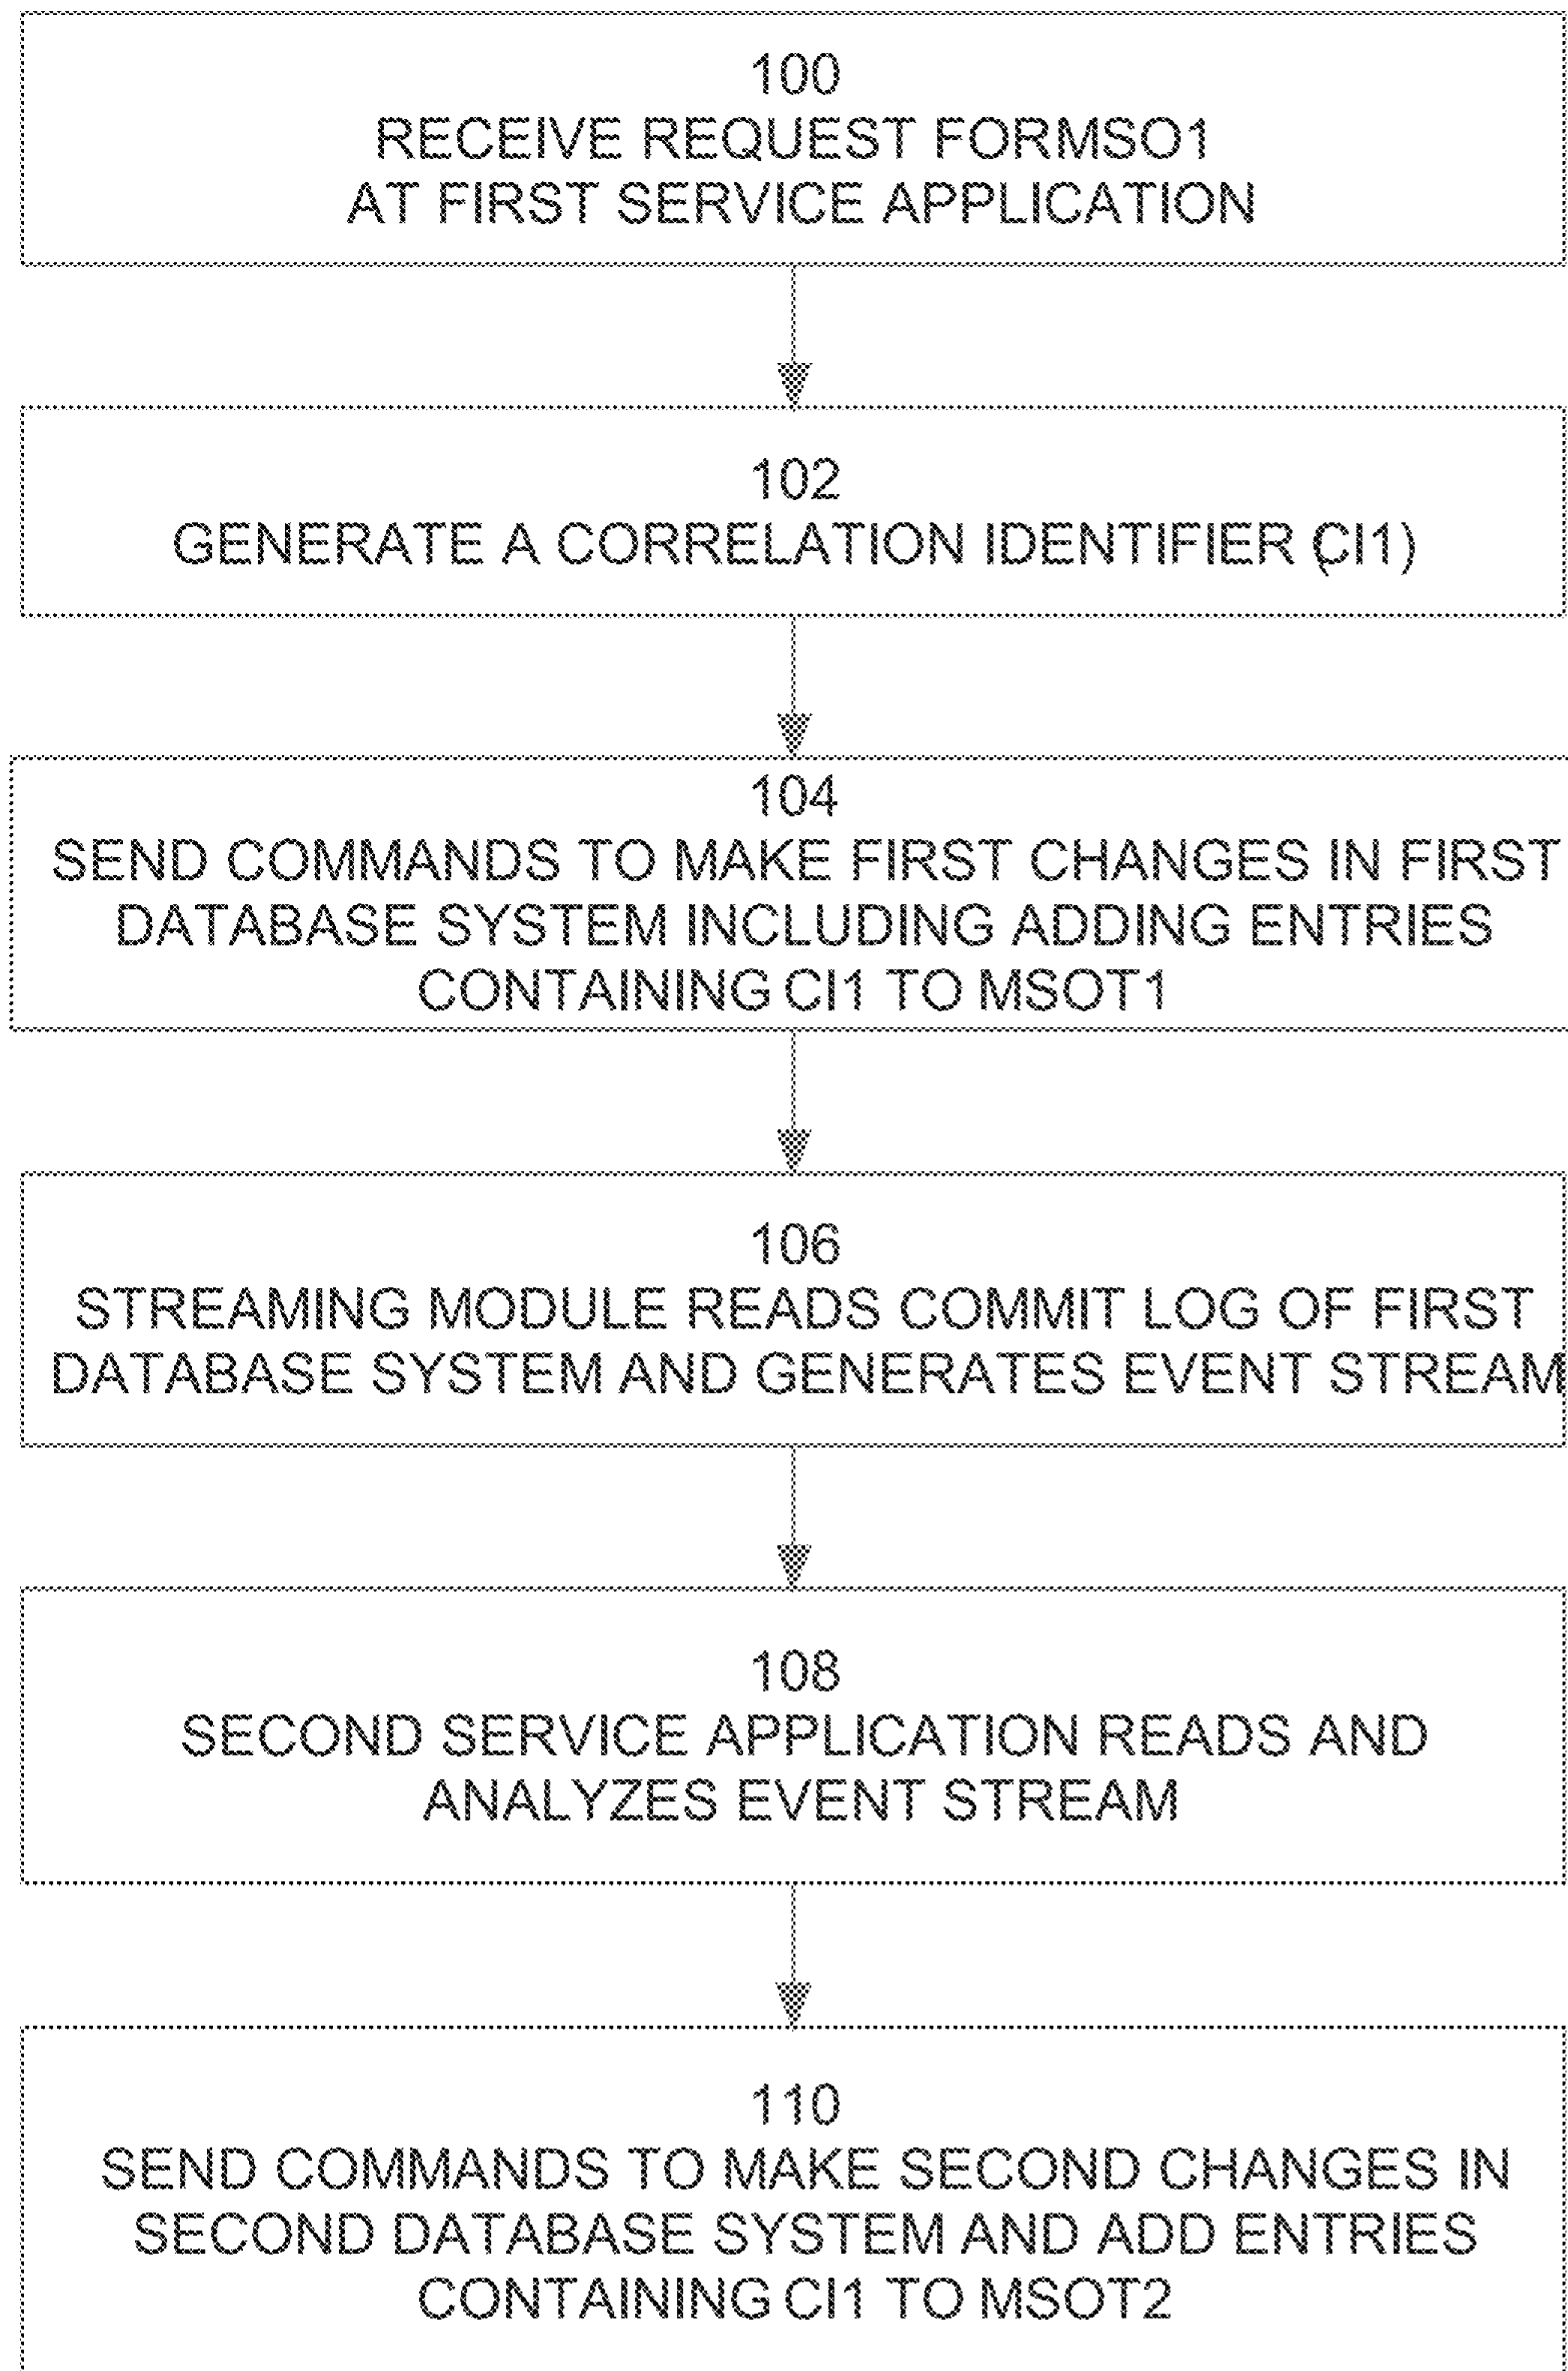 100
RECEIVE REQUEST FORMSO1
AT FIRST SERVICE APPLICATION
102
GENERATE A CORRELATION IDENTIFIER (CI1)
104
SEND COMMANDS TO MAKE FIRST CHANGES IN FIRST
DATABASE SYSTEM INCLUDING ADDING ENTRIES
CONTAINING CI1 TO MSOT1
106
STREAMING MODULE READS COMMIT LOG OF FIRST
DATABASE SYSTEM AND GENERATES EVENT STREAM
108
SECOND SERVICE APPLICATION READS AND
ANALYZES EVENT STREAM
110
SEND COMMANDS TO MAKE SECOND CHANGES IN
SECOND DATABASE SYSTEM AND ADD ENTRIES
CONTAINING CI1 TO MSOT2